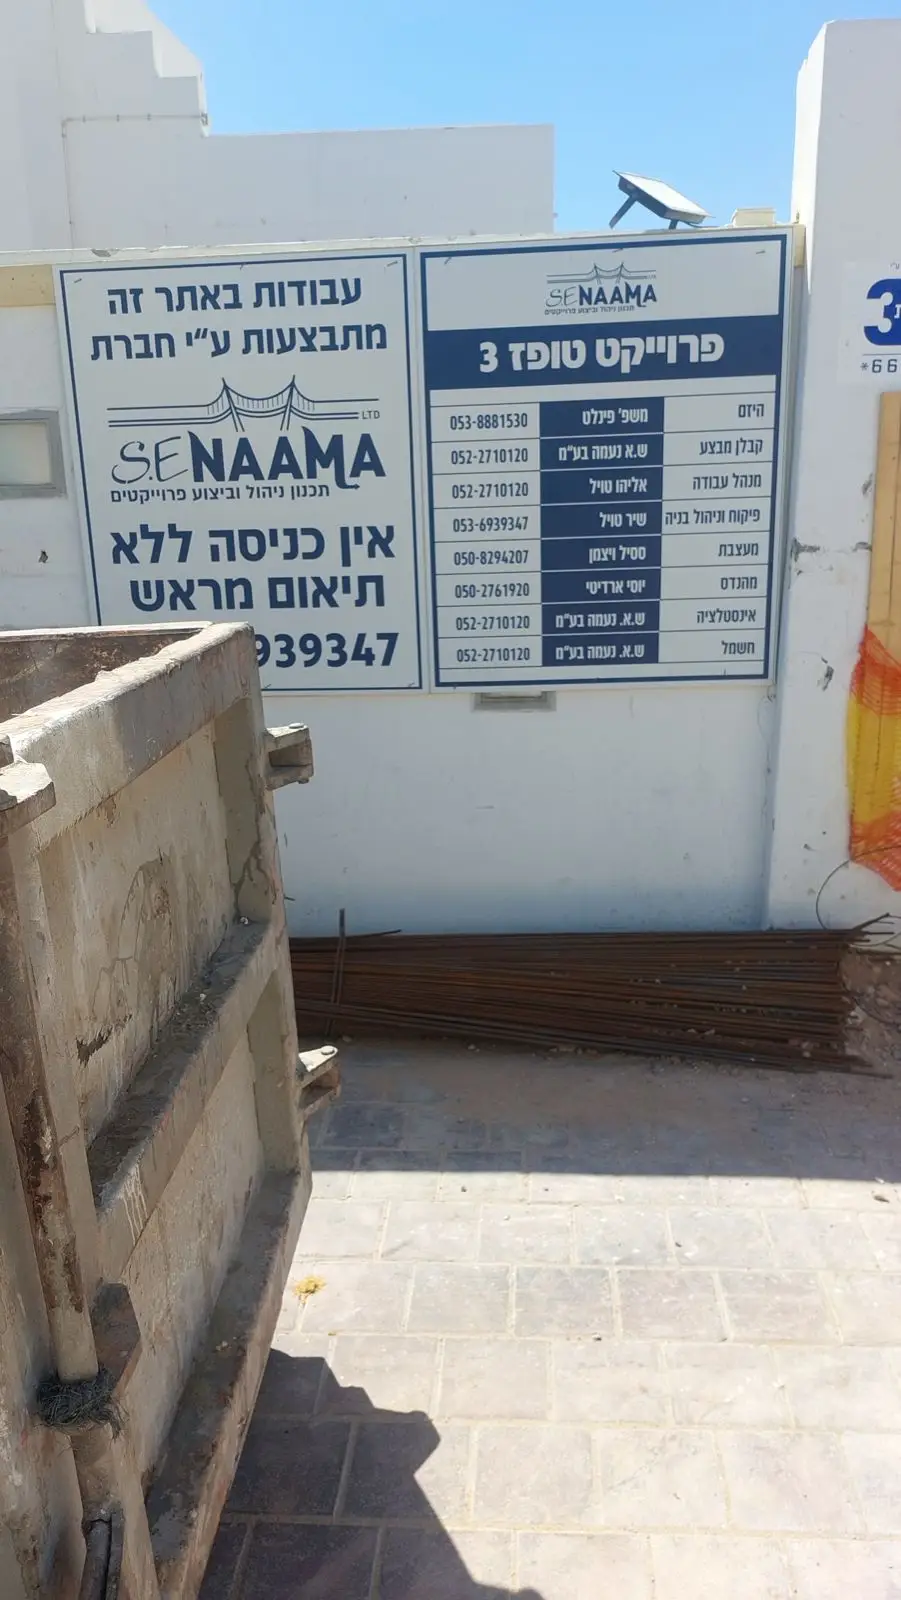 עבודות באתר זה
מתבצעות ע״י חברת
S.E NAAMA LTD
תכנון ניהול וביצוע פרוייקטים
אין כניסה ללא
תיאום מראש
939347
S.E NAAMA LTD
תכנון ניהול וביצוע פרוייקטים
פרוייקט טופז 3
היזם משפ' פינלט 053-8881530
קבלן מבצע ש.א נעמה בע״מ 052-2710120
מנהל עבודה אליהו טויל 052-2710120
פיקוח וניהול בניה שיר טויל 053-6939347
מעצבת ססיל ויצמן 050-8294207
מהנדס יוסי ארדיטי 050-2761920
אינסטלציה ש.א. נעמה בע״מ 052-2710120
חשמל ש.א. נעמה בע״מ 052-2710120
3
*66